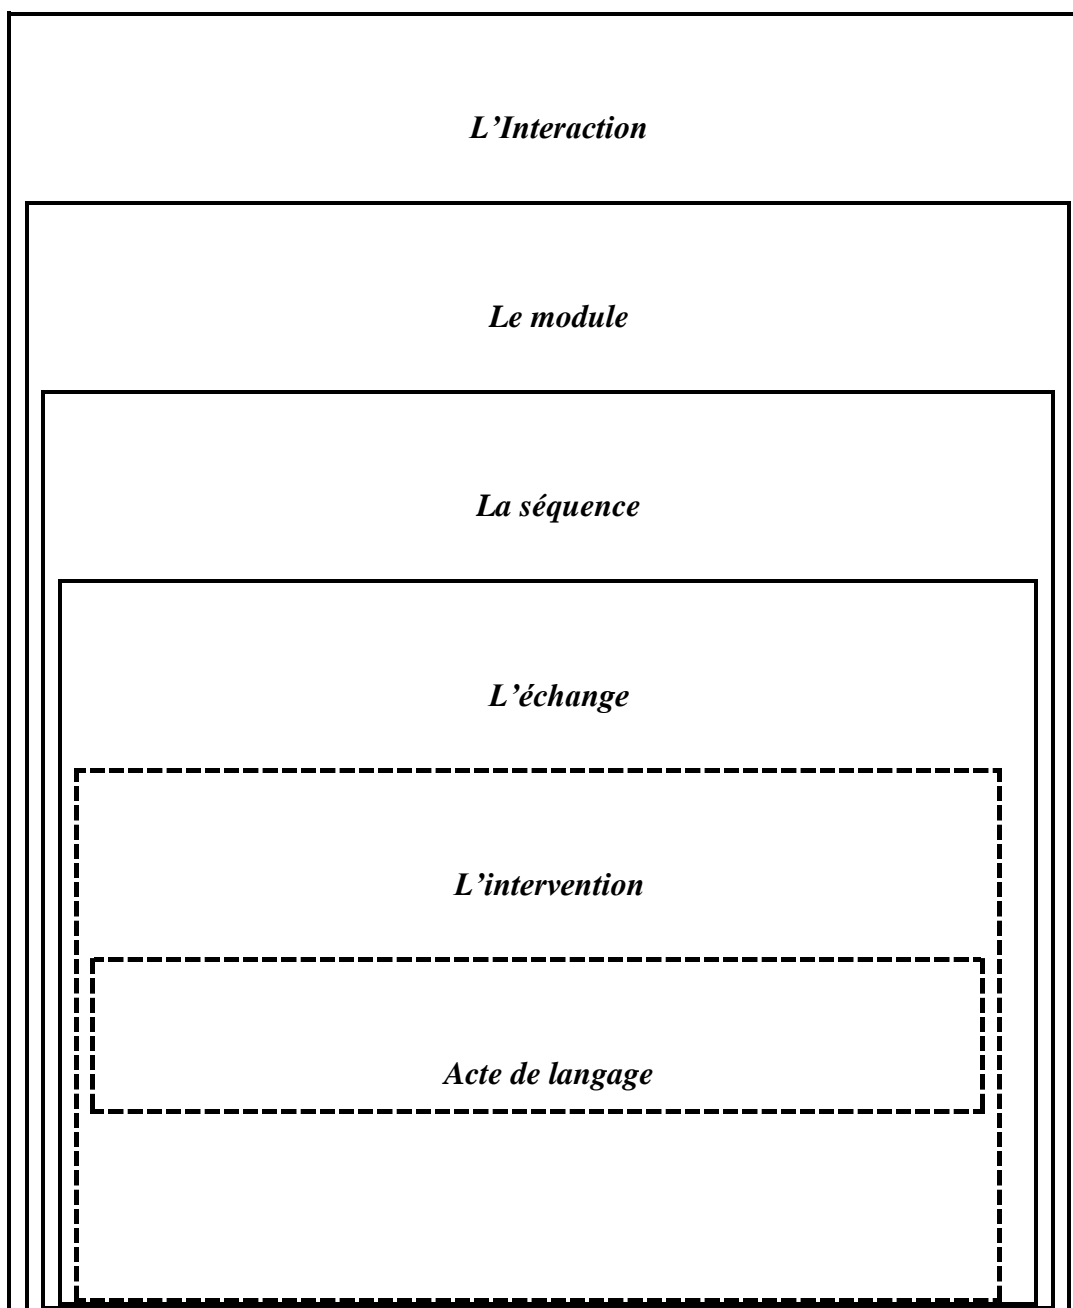 L’Interaction
Le module
La séquence
L’échange
L’intervention
Acte de langage